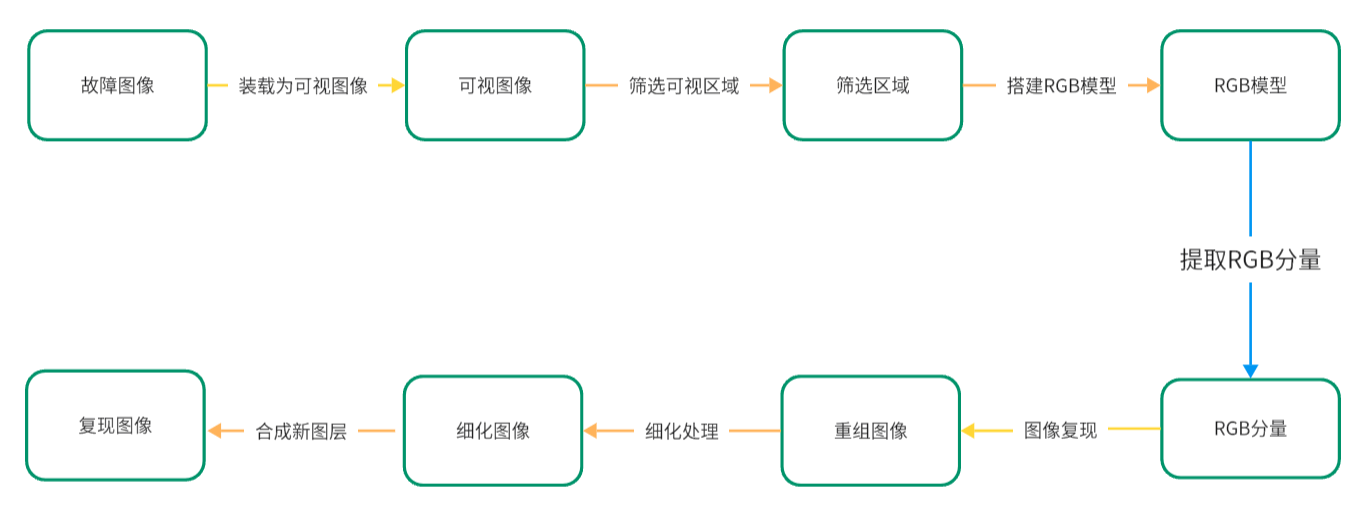 故障图像
装载为可视图像
可视图像
筛选可视区域
筛选区域
搭建RGB模型
RGB模型
提取RGB分量
RGB分量
图像复现
重组图像
细化处理
细化图像
合成新图层
复现图像